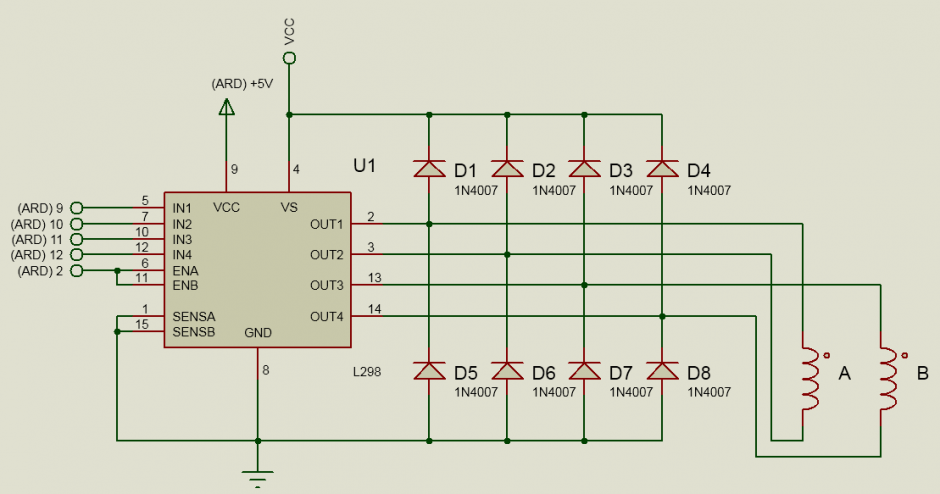 VCC
(ARD) +5V
9
4
U1
D1
1N4007
D2
1N4007
D3
1N4007
D4
1N4007
VCC
VS
(ARD) 9
5
IN1
(ARD) 10
7
IN2
(ARD) 11
10
IN3
(ARD) 12
12
IN4
(ARD) 2
6
ENA
11
ENB
1
SENSA
15
SENSB
GND
8
OUT1
2
OUT2
3
OUT3
13
OUT4
14
L298
D5
1N4007
D6
1N4007
D7
1N4007
D8
1N4007
A
B